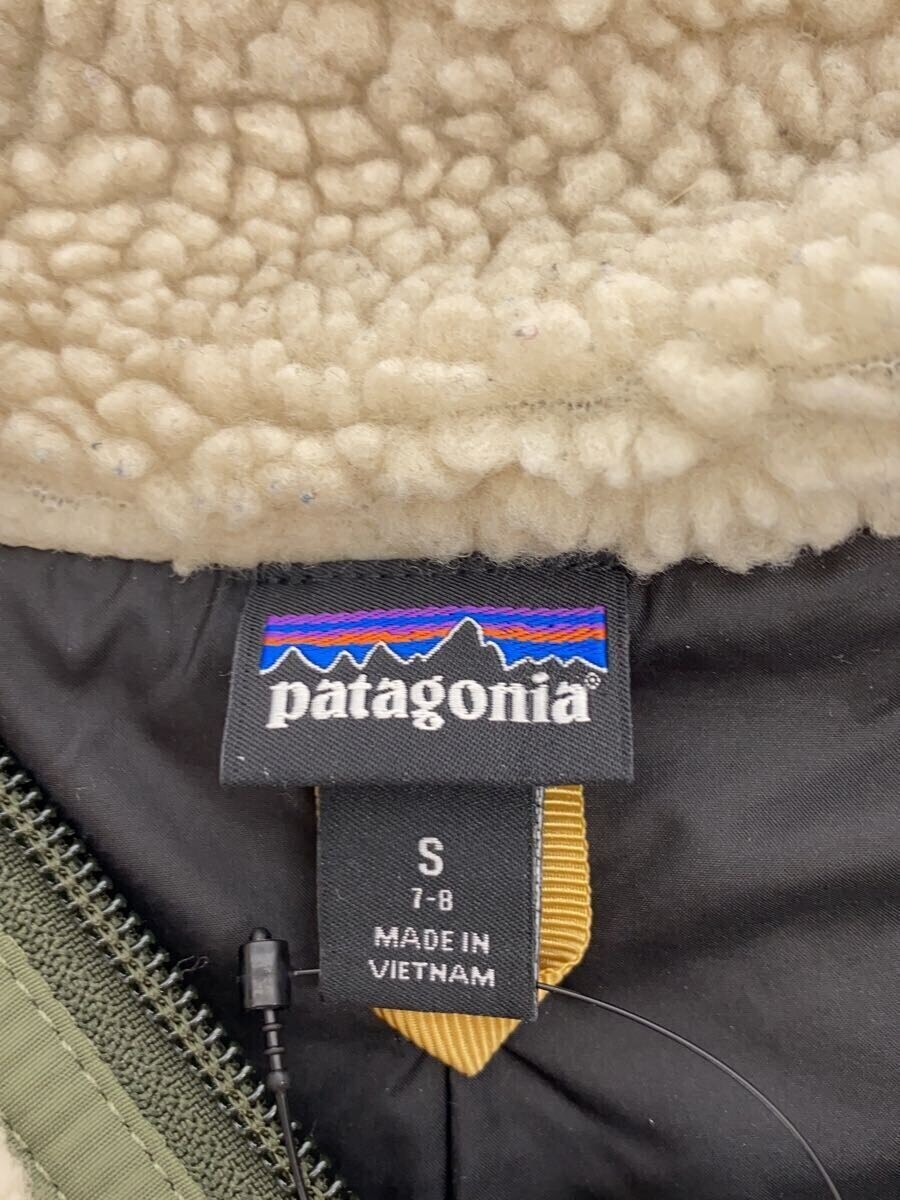 patagonia®
S
7-8
MADE IN
VIETNAM